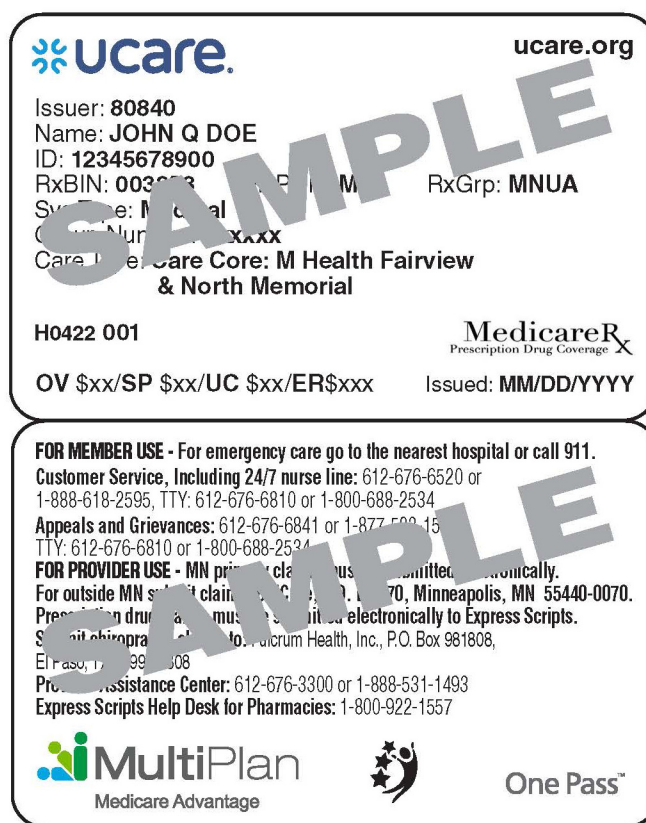 ucare. ucare.org
Issuer: 80840
Name: JOHN Q DOE
ID: 12345678900
RxBIN: RxGrp: MNUA
& North Memorial
Care Core: M Health Fairview
H0422 001
MedicareRx
Prescription Drug Coverage
OV $xx/SP $xx/UC $xx/ER$xxx Issued: MM/DD/YYYY
SAMPLE
FOR MEMBER USE - For emergency care go to the nearest hospital or call 911.
Customer Service, Including 24/7 nurse line: 612-676-6520 or
1-888-618-2595, TTY: 612-676-6810 or 1-800-688-2534
Appeals and Grievances: 612-676-6841 or
TTY: 612-676-6810 or
FOR PROVIDER USE - MN
For outside MN Minneapolis, MN 55440-0070.
electronically to Express Scripts.
Health, Inc., P.O. Box 981808,
El Paso,
Assistance Center: 612-676-3300 or 1-888-531-1493
Express Scripts Help Desk for Pharmacies: 1-800-922-1557
SAMPLE
MultiPlan
Medicare Advantage
One Pass™